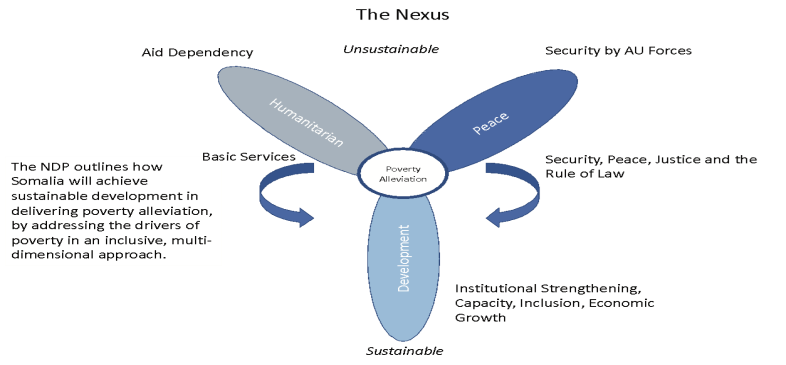 The Nexus
Aid Dependency
Unsustainable
Security by AU Forces
Humanitarian
Peace
Basic Services
Poverty
Alleviation
Security, Peace, Justice and the
Rule of Law
The NDP outlines how
Somalia will achieve
sustainable development in
delivering poverty alleviation,
by addressing the drivers of
poverty in an inclusive, multi-
dimensional approach.
Development
Institutional Strengthening,
Capacity, Inclusion, Economic
Growth
Sustainable